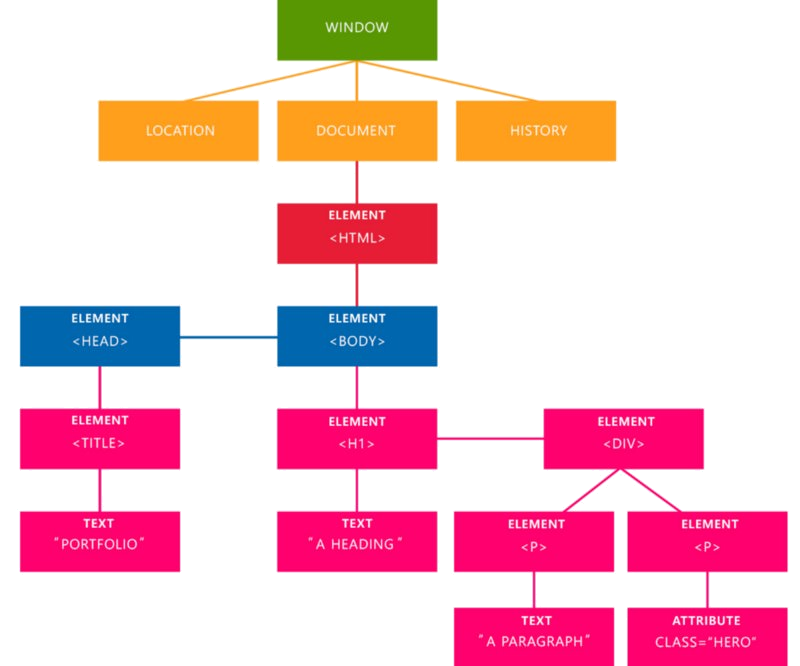 WINDOW
LOCATION
DOCUMENT
HISTORY
ELEMENT
<HTML>
ELEMENT
<HEAD>
ELEMENT
<BODY>
ELEMENT
<TITLE>
ELEMENT
<H1>
ELEMENT
<DIV>
TEXT
"PORTFOLIO"
TEXT
"A HEADING "
ELEMENT
<P>
ELEMENT
<P>
TEXT
"A PARAGRAPH"
ATTRIBUTE
CLASS="HERO"